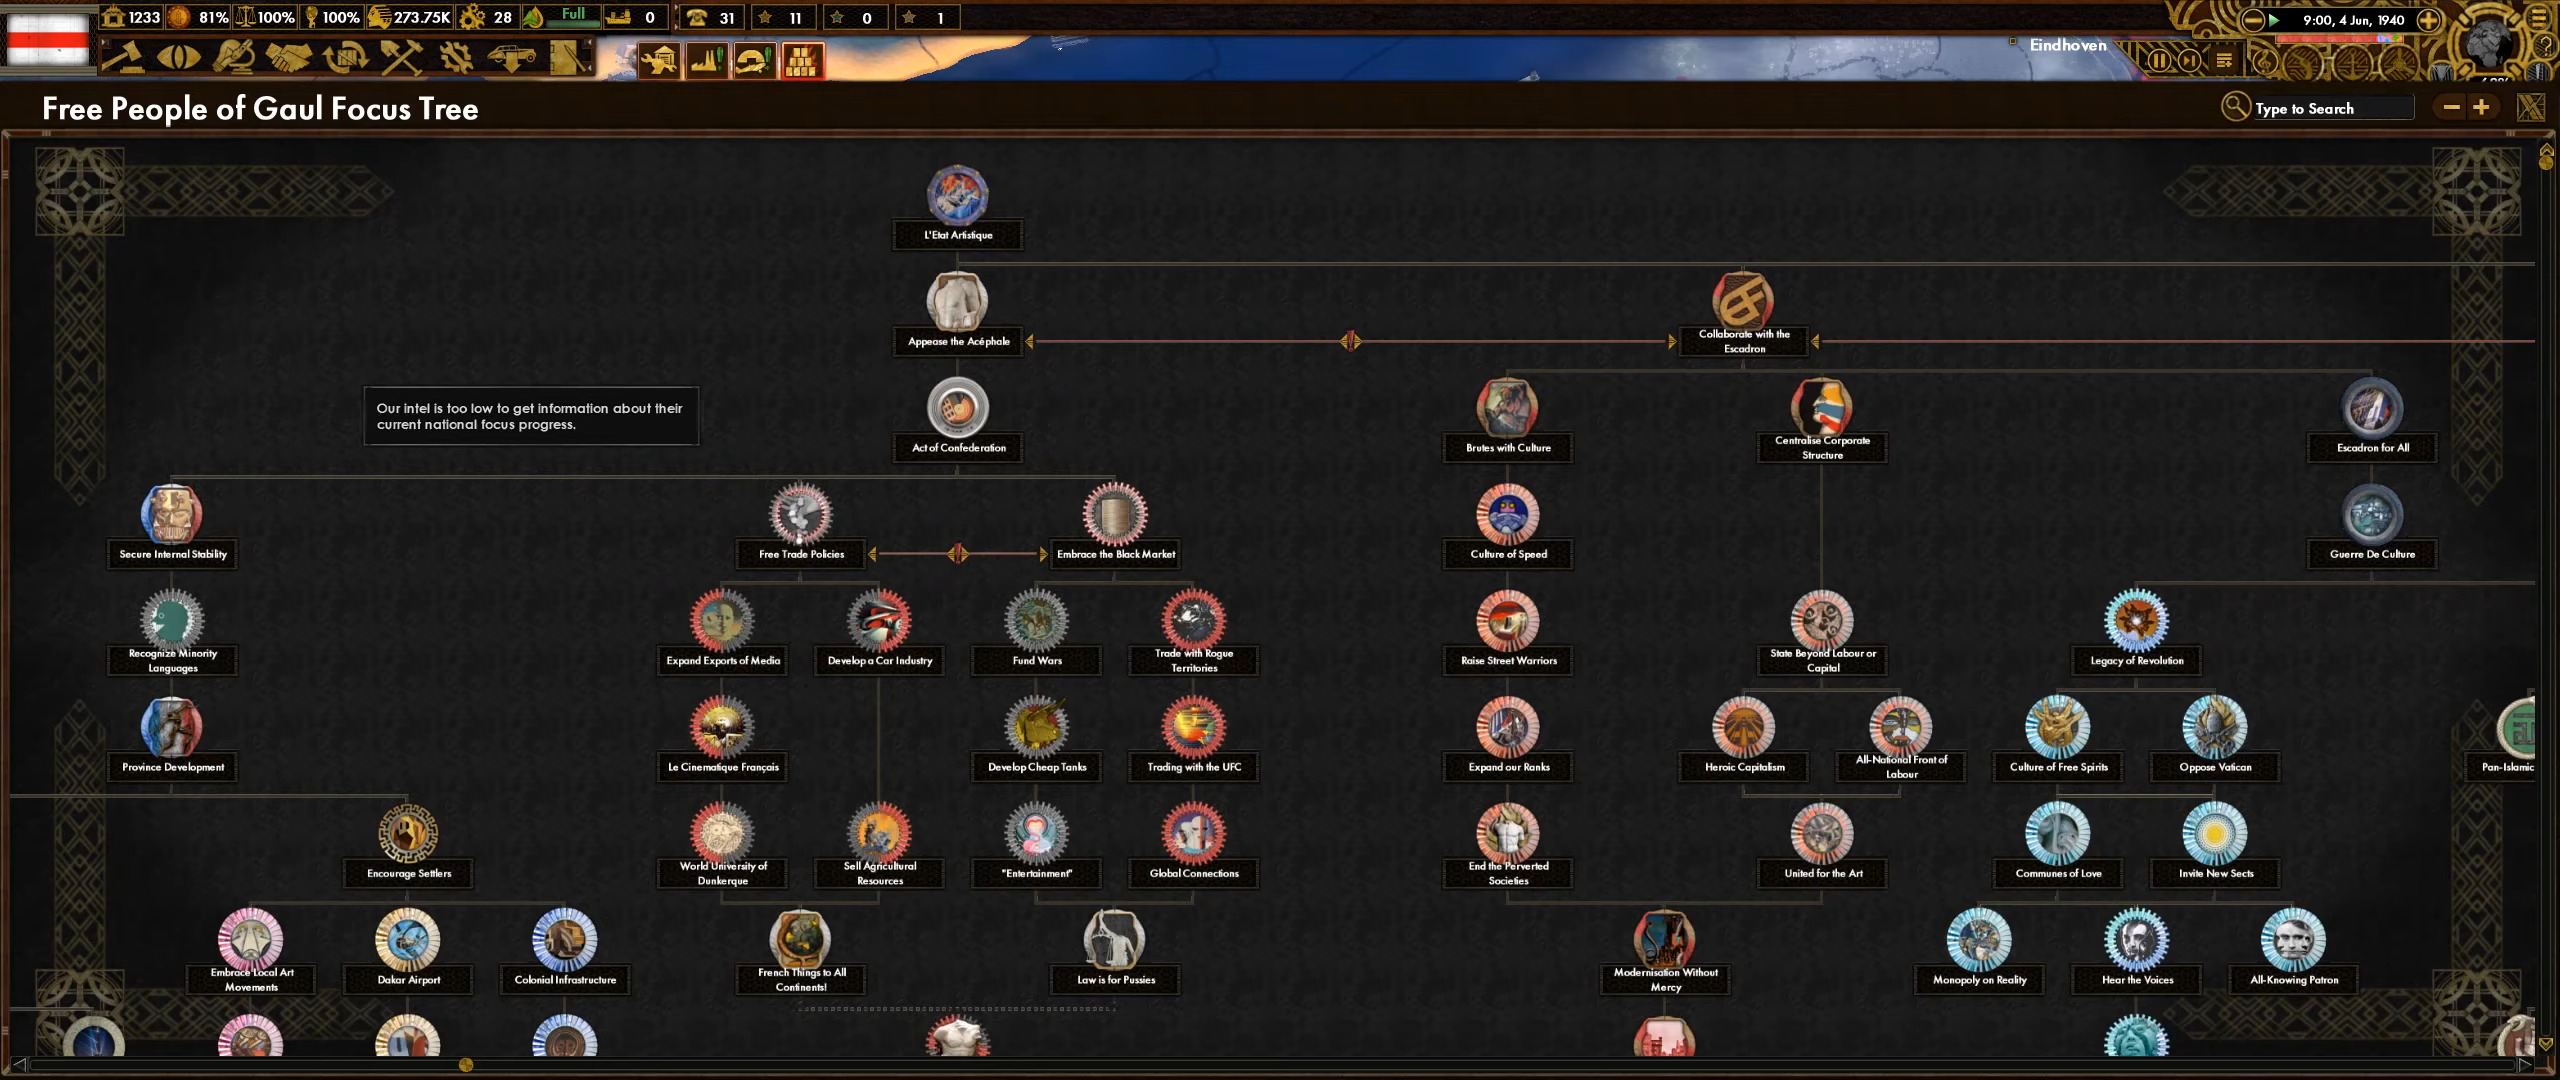 1233 81% 100% 100% 273.75K 28 Full 0 31 11 0 1
9:00, 4 Jun, 1940
Eindhoven
Free People of Gaul Focus Tree
Type to Search
L'Etat Artistique
Appease the Acéphale
Collaborate with the
Escadron
Our intel is too low to get information about their
current national focus progress.
Act of Confederation
Brutes with Culture
Centralise Corporate
Structure
Escadron for All
Secure Internal Stability
Free Trade Policies
Embrace the Black Market
Culture of Speed
Guerre De Culture
Recognize Minority
Languages
Expand Exports of Media
Develop a Car Industry
Fund Wars
Trade with Rogue
Territories
Raise Street Warriors
State Beyond Labour or
Capital
Legacy of Revolution
Province Development
Le Cinematique Français
Develop Cheap Tanks
Trading with the UFC
Expand our Ranks
Heroic Capitalism
All-National Front of
Labour
Culture of Free Spirits
Oppose Vatican
Pan-Islamic
Encourage Settlers
World University of
Dunkerque
Sell Agricultural
Resources
"Entertainment"
Global Connections
End the Perverted
Societies
United for the Art
Communes of Love
Invite New Sects
Embrace Local Art
Movements
Dakar Airport
Colonial Infrastructure
French Things to All
Continents!
Law is for Pussies
Modernisation Without
Mercy
Monopoly on Reality
Hear the Voices
All-Knowing Patron